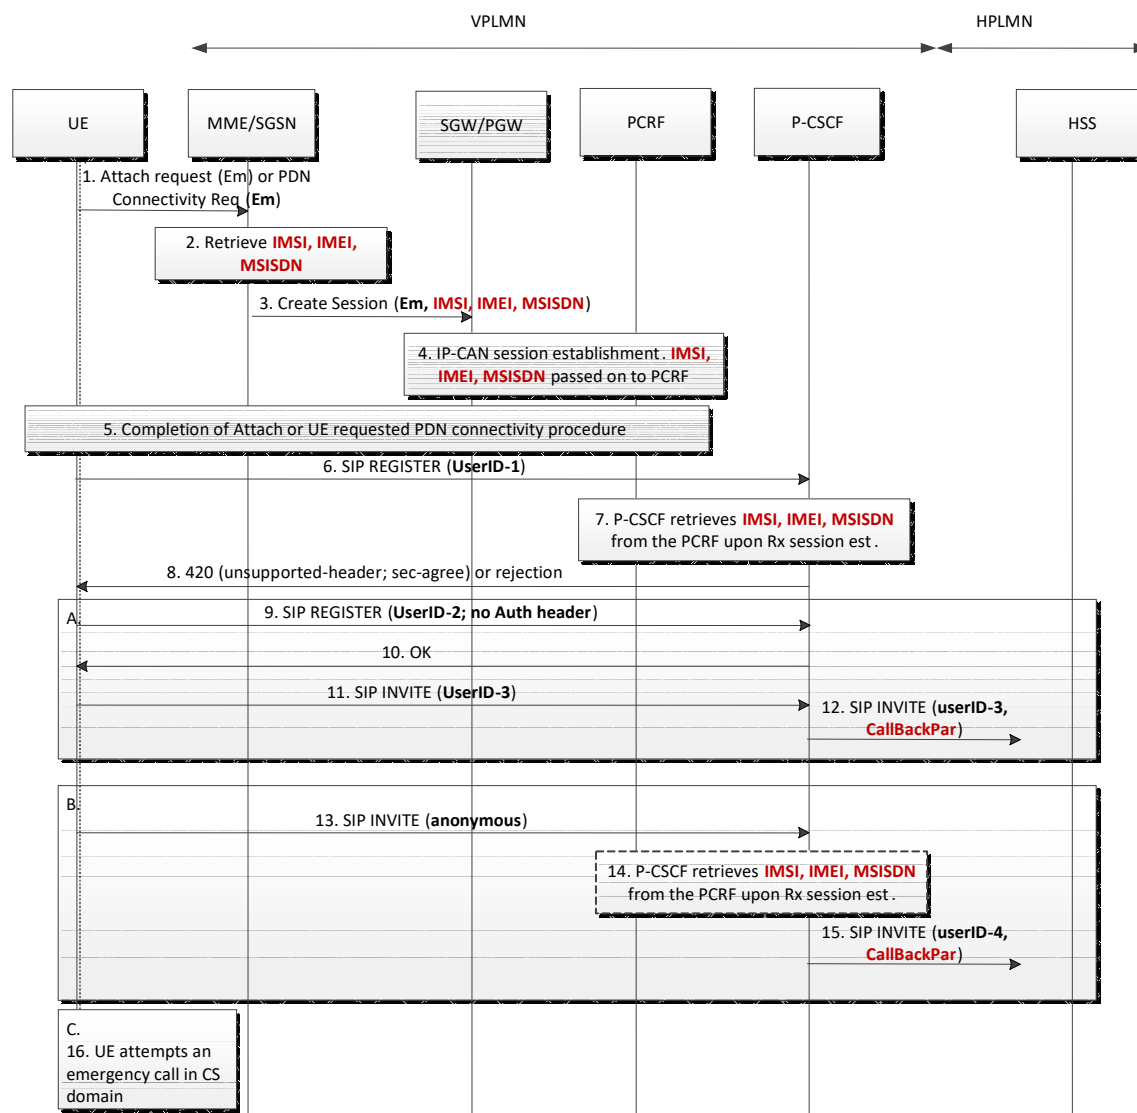 VPLMN
HPLMN
UE
MME/SGSN
SGW/PGW
PCRF
P-CSCF
HSS
1. Attach request (Em) or PDN
Connectivity Req (Em)
2. Retrieve IMSI, IMEI,
MSISDN
3. Create Session (Em, IMSI, IMEI, MSISDN)
4. IP-CAN session establishment. IMSI,
IMEI, MSISDN passed on to PCRF
5. Completion of Attach or UE requested PDN connectivity procedure
6. SIP REGISTER (UserID-1)
7. P-CSCF retrieves IMSI, IMEI, MSISDN
from the PCRF upon Rx session est.
8. 420 (unsupported-header; sec-agree) or rejection
A.
9. SIP REGISTER (UserID-2; no Auth header)
10. OK
11. SIP INVITE (UserID-3)
12. SIP INVITE (userID-3,
CallBackPar)
B.
13. SIP INVITE (anonymous)
14. P-CSCF retrieves IMSI, IMEI, MSISDN
from the PCRF upon Rx session est.
15. SIP INVITE (userID-4,
CallBackPar)
C.
16. UE attempts an
emergency call in CS
domain